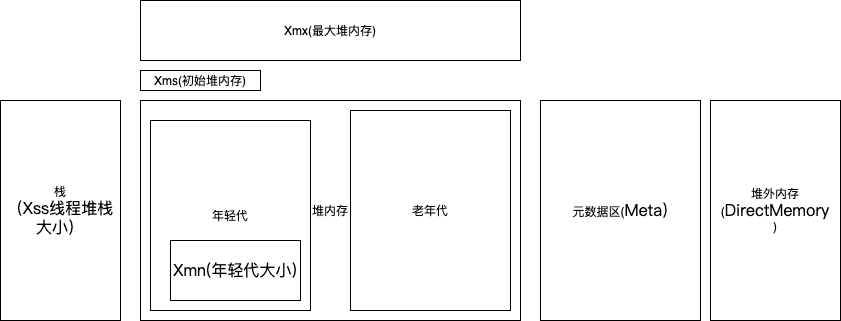 Xmx(最大堆内存)
Xms(初始堆内存)
栈
(Xss线程堆栈
大小)
年轻代
Xmn(年轻代大小)
堆内存
老年代
元数据区(Meta)
堆外内存
(DirectMemory
)